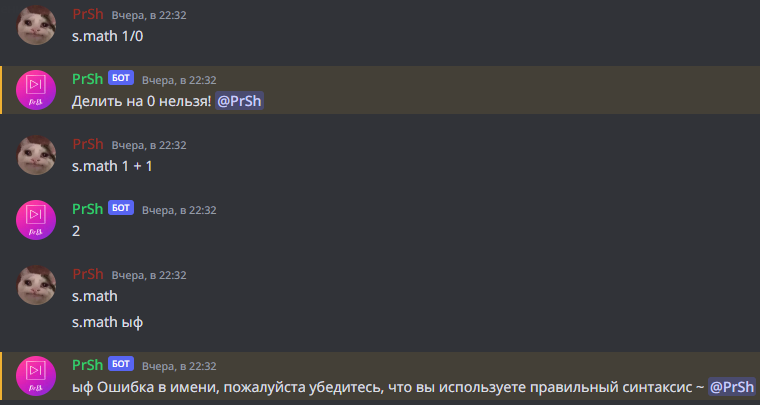 PrSh Вчера, в 22:32
s.math 1/0
PrSh БОТ Вчера, в 22:32
Делить на 0 нельзя! @PrSh
PrSh Вчера, в 22:32
s.math 1 + 1
PrSh БОТ Вчера, в 22:32
2
PrSh Вчера, в 22:32
s.math
s.math ыф
PrSh БОТ Вчера, в 22:32
ыф Ошибка в имени, пожалуйста убедитесь, что вы используете правильный синтаксис ~ @PrSh